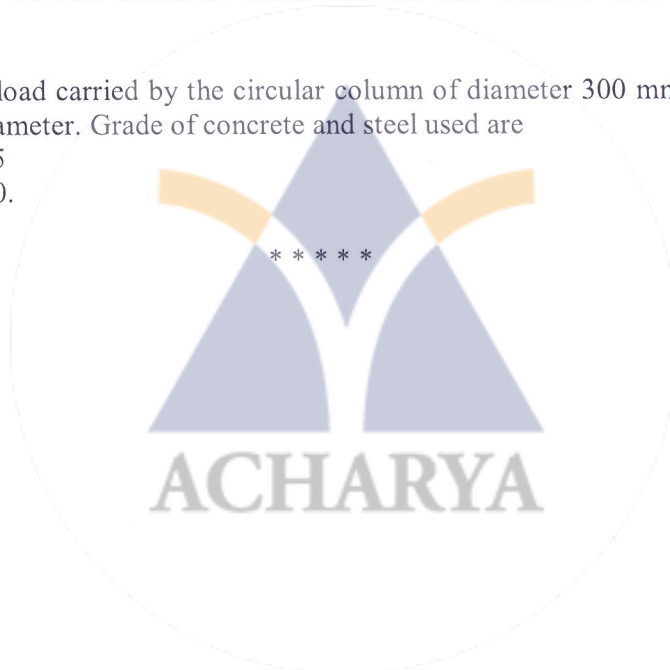 load carried by the circular column of diameter 300 mm
ameter. Grade of concrete and steel used are
5
0.
* * * * *
ACHARYA